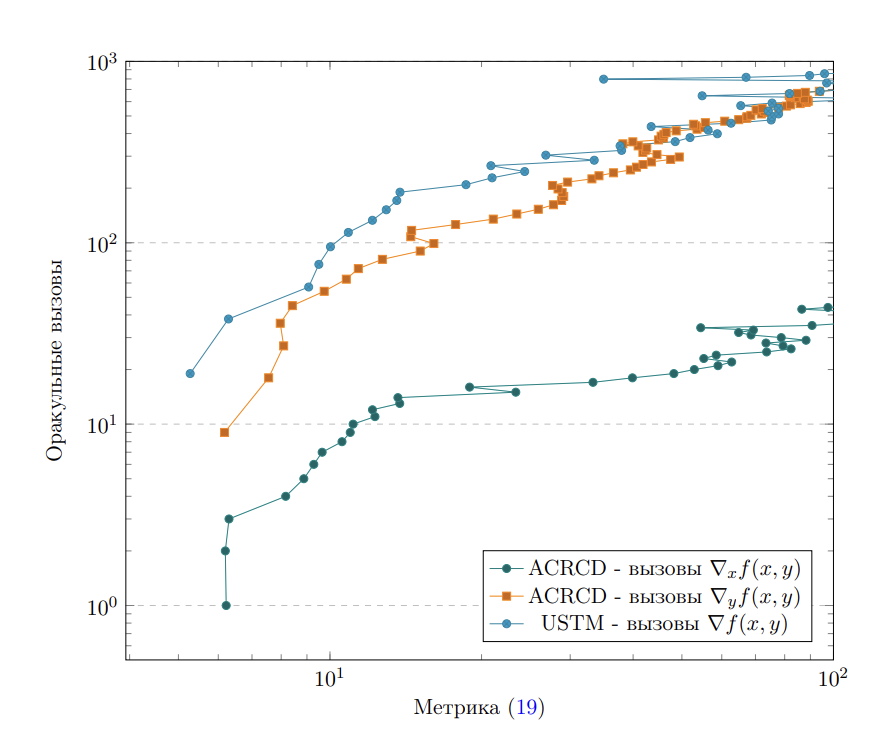 10³
10²
10¹
10⁰
Оракульные вызовы
ACRCD - вызовы ∇ₓf(x, y)
ACRCD - вызовы ∇ᵧf(x, y)
USTM - вызовы ∇f(x, y)
10¹
10²
Метрика (19)